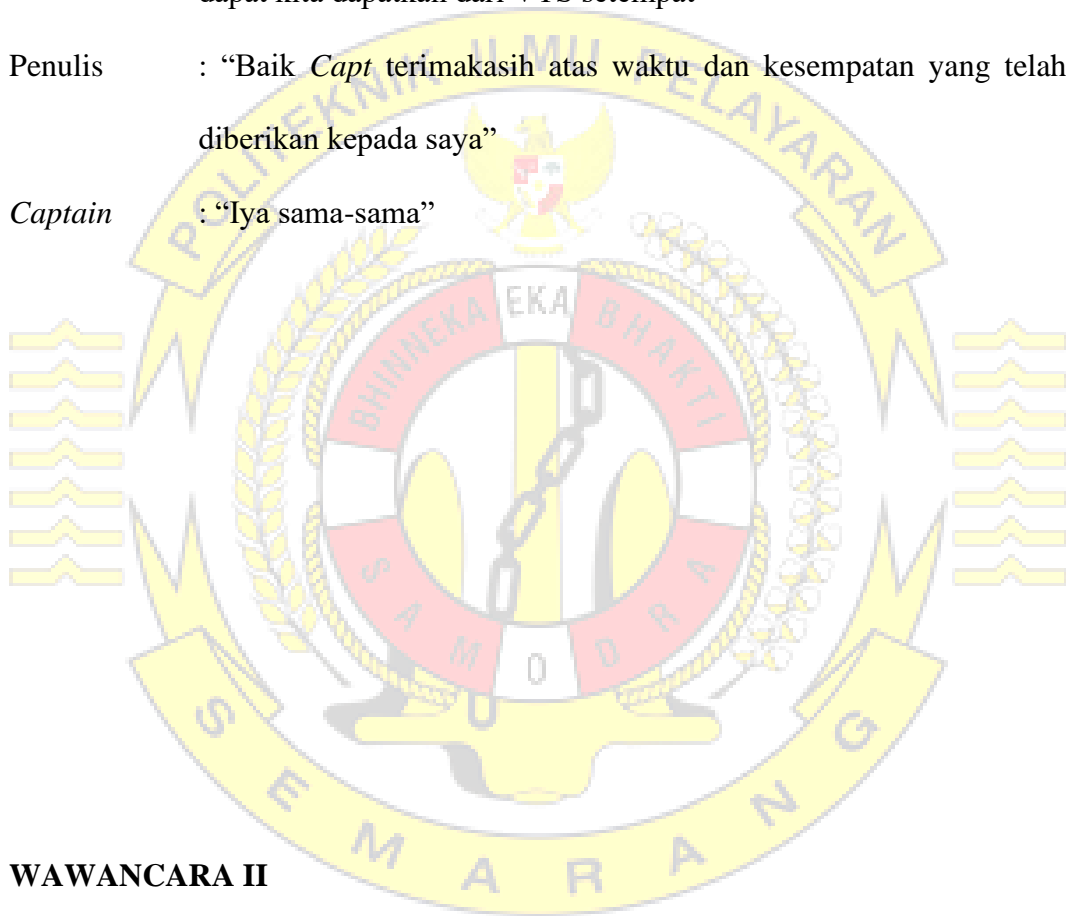 dapat kita dapatkan dari VTS setempat
Penulis : “Baik Capt terimakasih atas waktu dan kesempatan yang telah
diberikan kepada saya”
Captain : “Iya sama-sama”
POLITEKNIK ILMU PELAYARAN
BHINNEKA EKA BHAKTI
SAMODRA
SEMARANG
WAWANCARA II